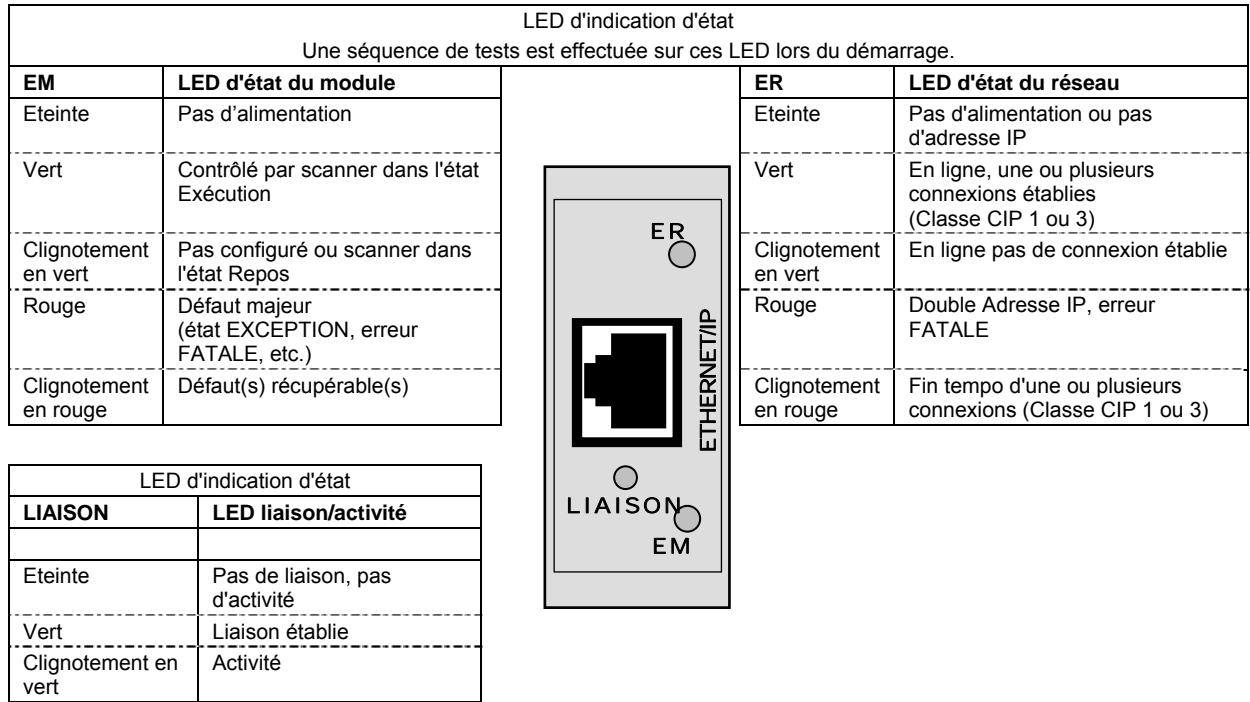 LED d'indication d'état
Une séquence de tests est effectuée sur ces LED lors du démarrage.
EM
LED d'état du module
Eteinte
Pas d’alimentation
Vert
Contrôlé par scanner dans l'état
Exécution
Clignotement
en vert
Pas configuré ou scanner dans
l'état Repos
Rouge
Défaut majeur
(état EXCEPTION, erreur
FATALE, etc.)
Clignotement
en rouge
Défaut(s) récupérable(s)
ER
ETHERNET/IP
LIAISON
EM
ER
LED d'état du réseau
Eteinte
Pas d'alimentation ou pas
d'adresse IP
Vert
En ligne, une ou plusieurs
connexions établies
(Classe CIP 1 ou 3)
Clignotement
en vert
En ligne pas de connexion établie
Rouge
Double Adresse IP, erreur
FATALE
Clignotement
en rouge
Fin tempo d'une ou plusieurs
connexions (Classe CIP 1 ou 3)
LED d'indication d'état
LIAISON
LED liaison/activité
Eteinte
Pas de liaison, pas
d'activité
Vert
Liaison établie
Clignotement en
vert
Activité